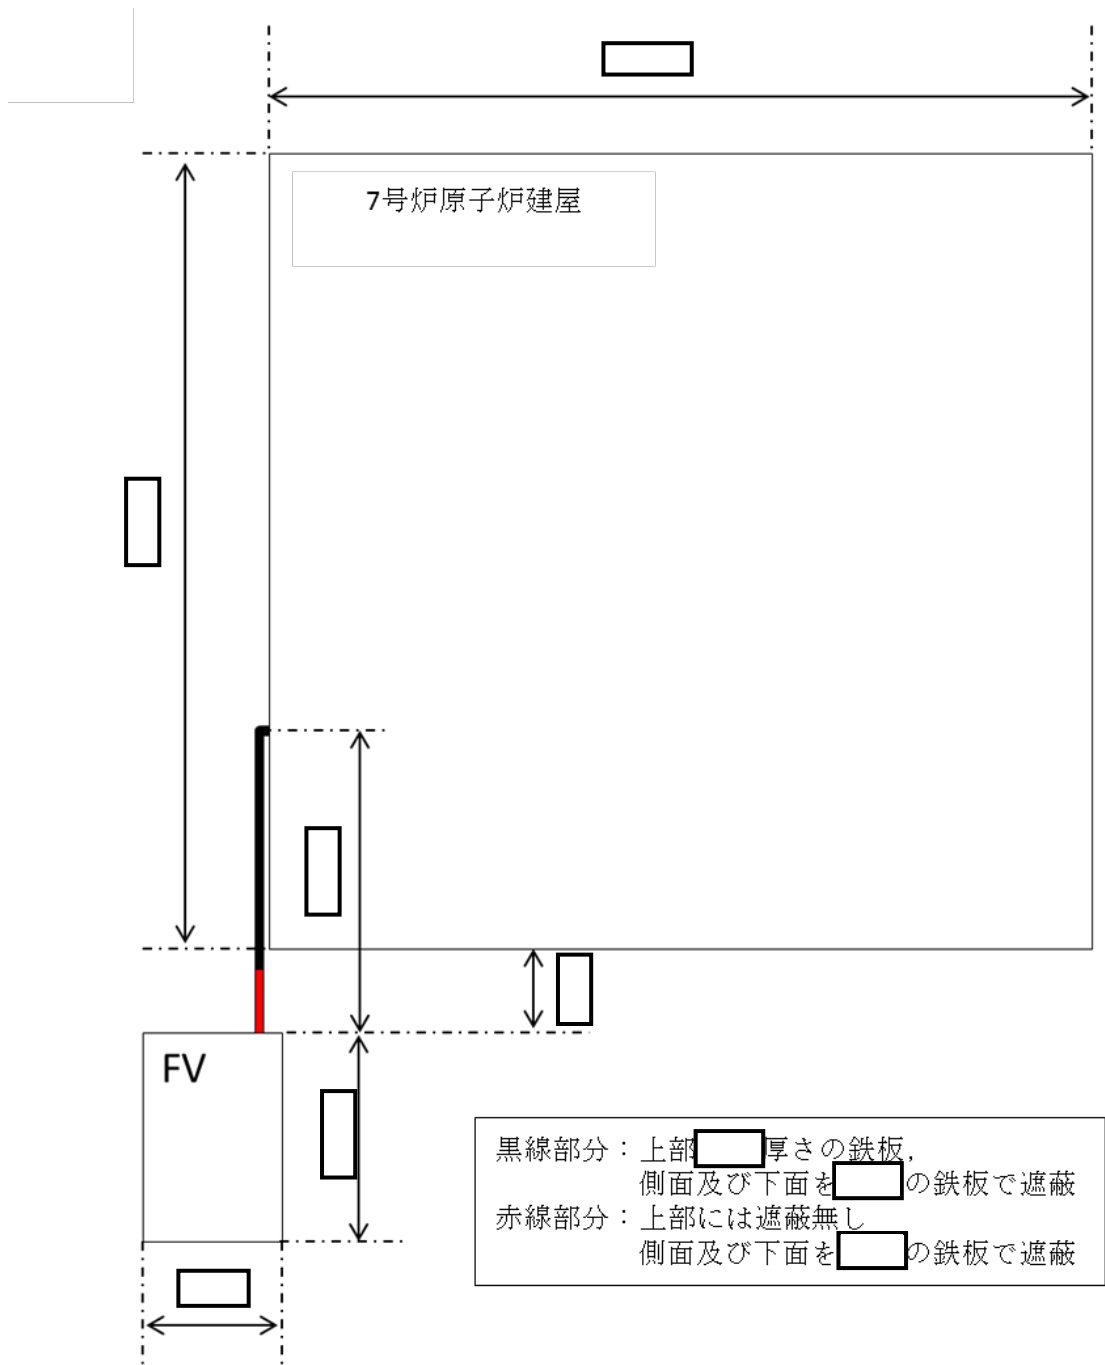 7号炉原子炉建屋
FV
黒線部分：上部 厚さの鉄板，
側面及び下面を の鉄板で遮蔽
赤線部分：上部には遮蔽無し
側面及び下面を の鉄板で遮蔽